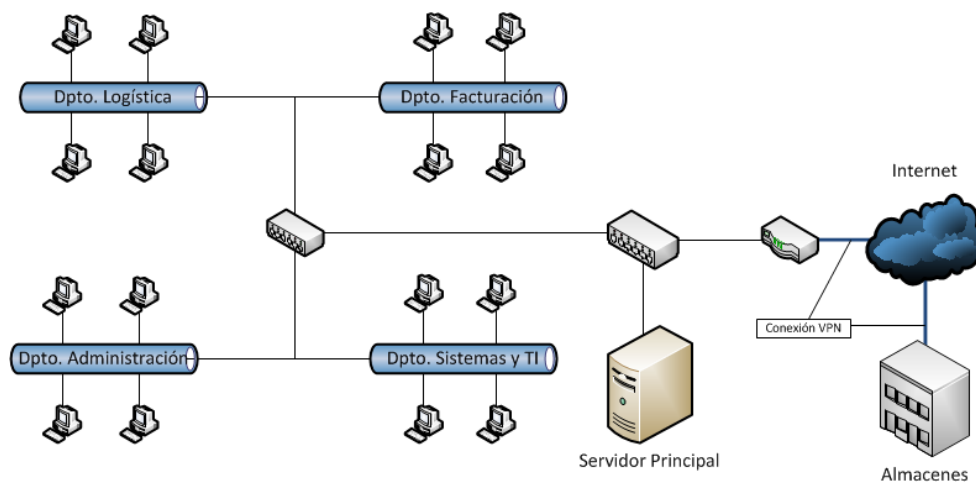 Dpto. Logística
Dpto. Facturación
Internet
Conexión VPN
Dpto. Administración
Dpto. Sistemas y TI
Servidor Principal
Almacenes